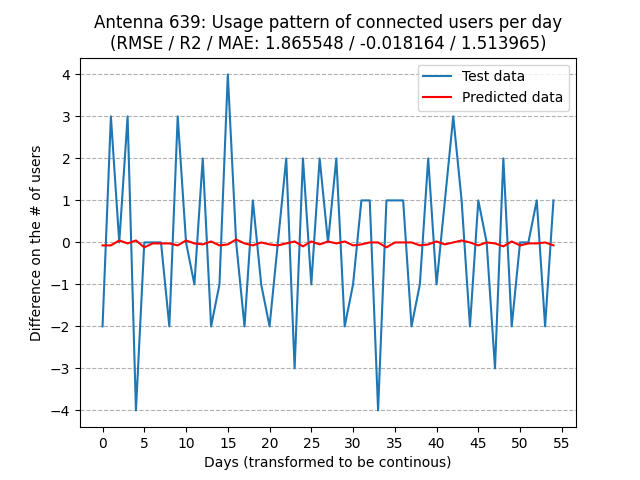 Antenna 639: Usage pattern of connected users per day
(RMSE / R2 / MAE: 1.865548 / -0.018164 / 1.513965)
Test data
Predicted data
4
3
2
1
0
−1
−2
−3
−4
Difference on the # of users
0 5 10 15 20 25 30 35 40 45 50 55
Days (transformed to be continous)